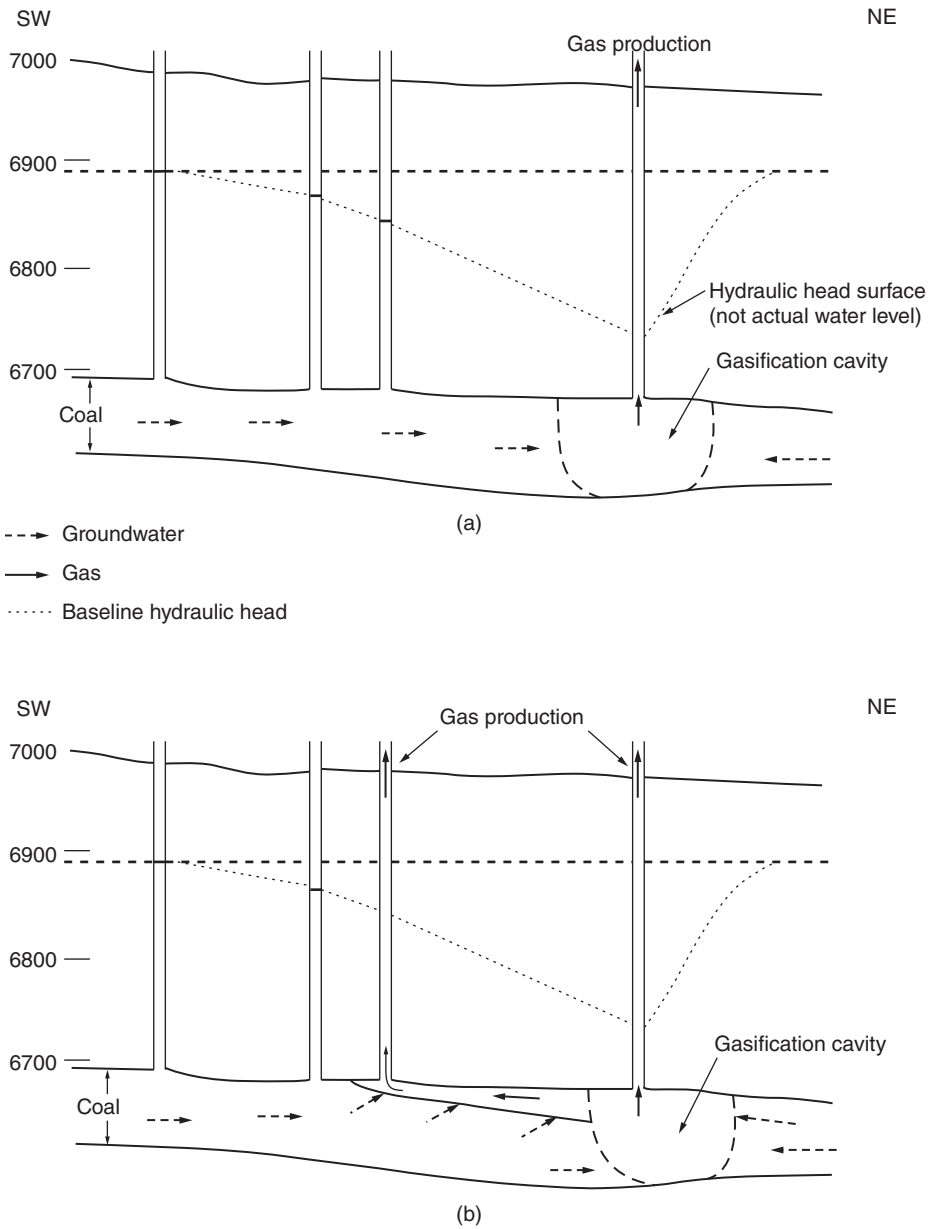 SW
NE
Gas production
7000
6900
6800
Hydraulic head surface
(not actual water level)
6700
Gasification cavity
Coal
(a)
Groundwater
Gas
Baseline hydraulic head
SW
NE
Gas production
7000
6900
6800
6700
Gasification cavity
Coal
(b)